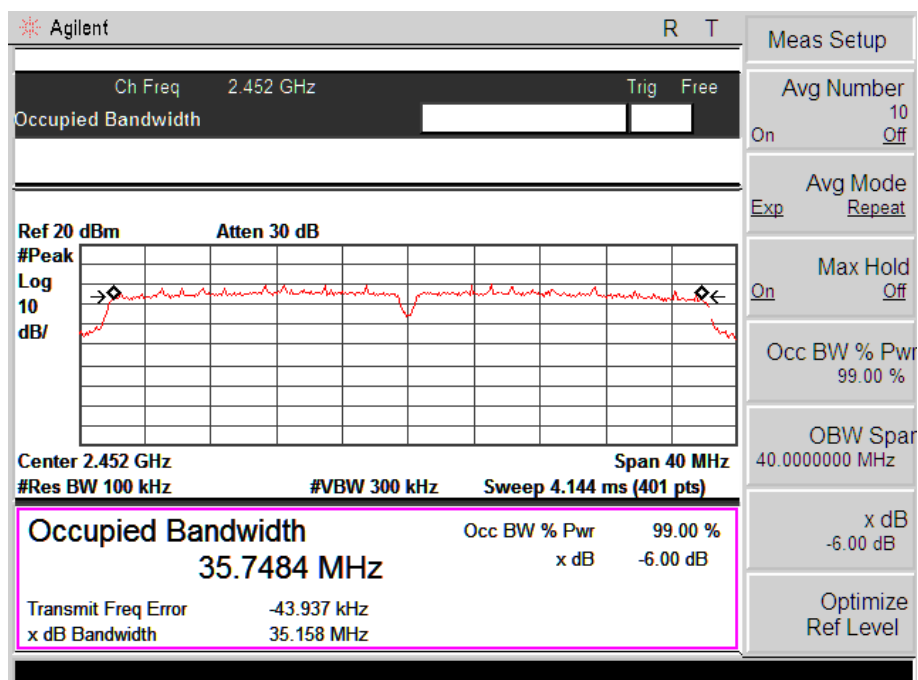 Agilent
R T
Ch Freq 2.452 GHz Trig Free
Occupied Bandwidth
Ref 20 dBm Atten 30 dB
#Peak
Log
10
dB/
Center 2.452 GHz Span 40 MHz
#Res BW 100 kHz #VBW 300 kHz Sweep 4.144 ms (401 pts)
Occupied Bandwidth
35.7484 MHz
Occ BW % Pwr 99.00 %
x dB -6.00 dB
Transmit Freq Error -43.937 kHz
x dB Bandwidth 35.158 MHz
Meas Setup
Avg Number
10
On Off
Avg Mode
Exp Repeat
Max Hold
On Off
Occ BW % Pwr
99.00 %
OBW Span
40.0000000 MHz
x dB
-6.00 dB
Optimize
Ref Level